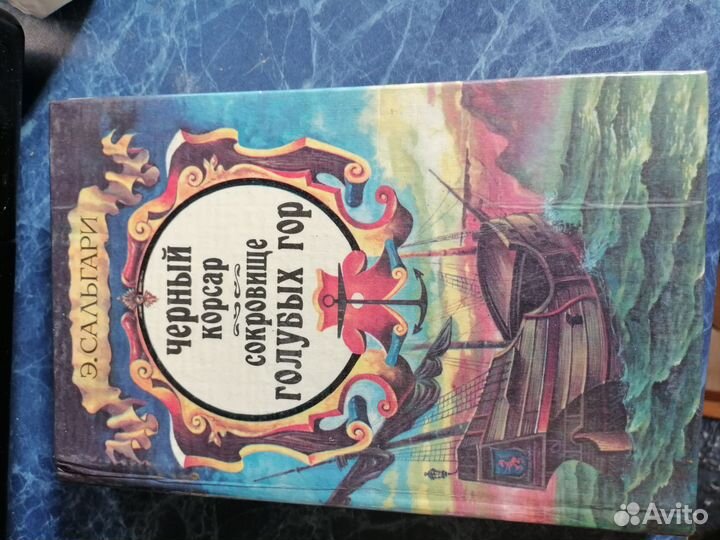 Э. САЛЬГАРИ
ЧЕРНЫЙ
КОРСАР
СОКРОВИЩЕ
ГОЛУБЫХ ГОР
Avito